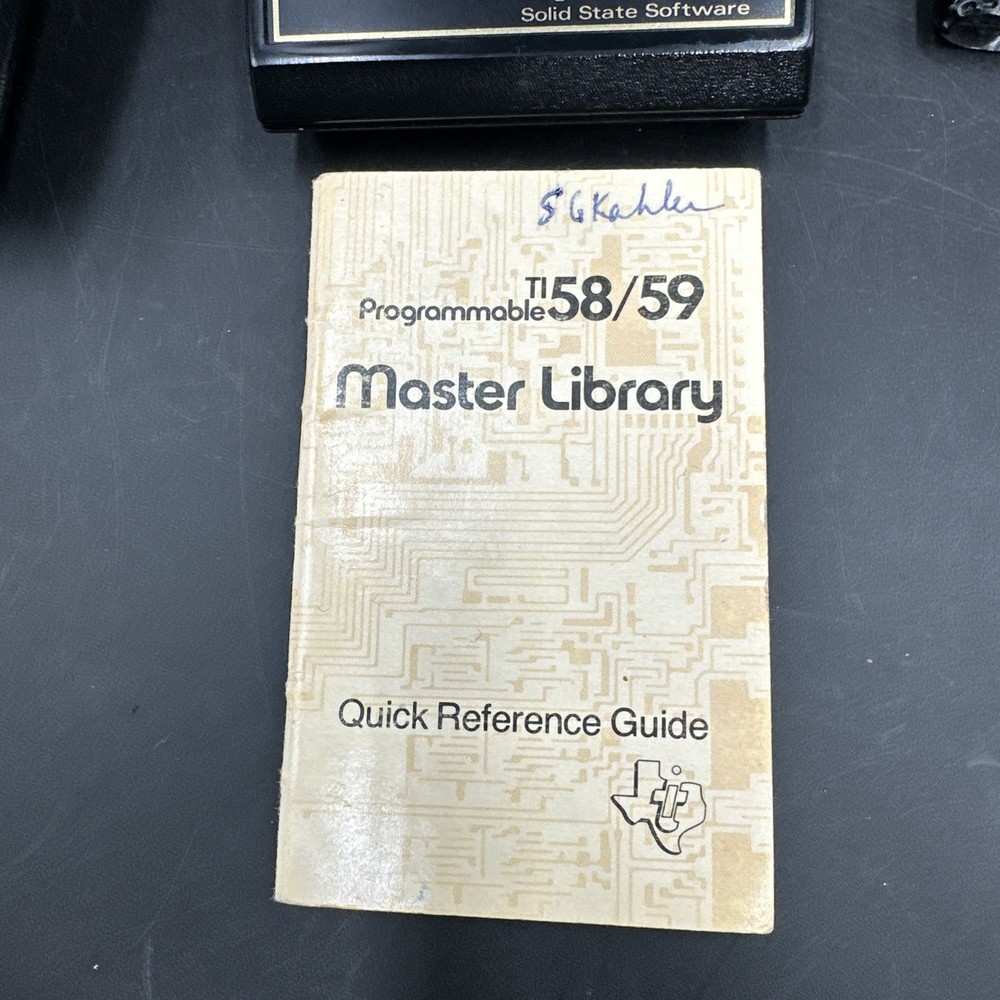 Solid State Software
S G Kahler
TI
Programmable 58/59
Master Library
Quick Reference Guide